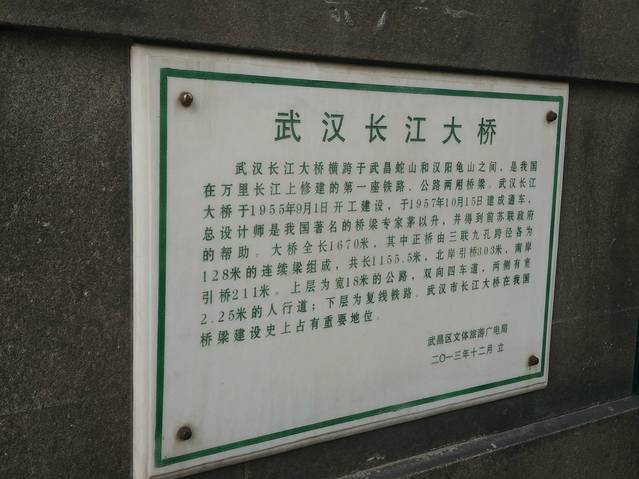 武汉长江大桥
武汉长江大桥横跨于武昌蛇山和汉阳龟山之间，是我国
在万里长江上修建的第一座铁路、公路两用桥梁。武汉长江
大桥于1955年9月1日开工建设，于1957年10月15日建成通车，
总设计师是我国著名的桥梁专家茅以升，并得到前苏联政府
的帮助。大桥全长1670米，其中正桥由三联九孔跨径各为
128米的连续梁组成，共长1155.5米，北岸引桥303米，南岸
引桥211米。上层为宽18米的公路，双向四车道，两侧有宽
2.25米的人行道；下层为复线铁路。武汉市长江大桥在我国
桥梁建设史上占有重要地位。
武昌区文体旅游广电局
二〇一三年十二月 立